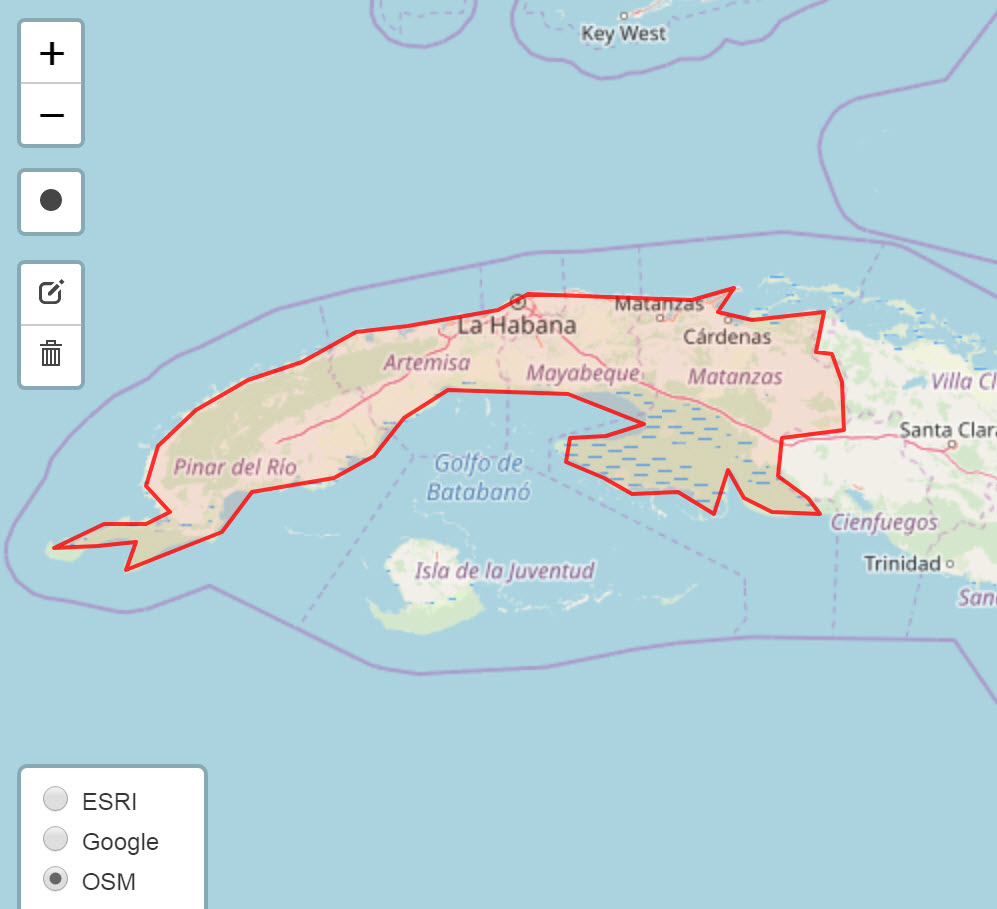 +
Key West
−
Matanzas
La Habana
Cárdenas
Artemisa
Mayabeque
Matanzas
Villa Cl
Santa Clar
Pinar del Río
Golfo de
Batabanó
Cienfuegos
Isla de la Juventud
Trinidad
San
ESRI
Google
OSM